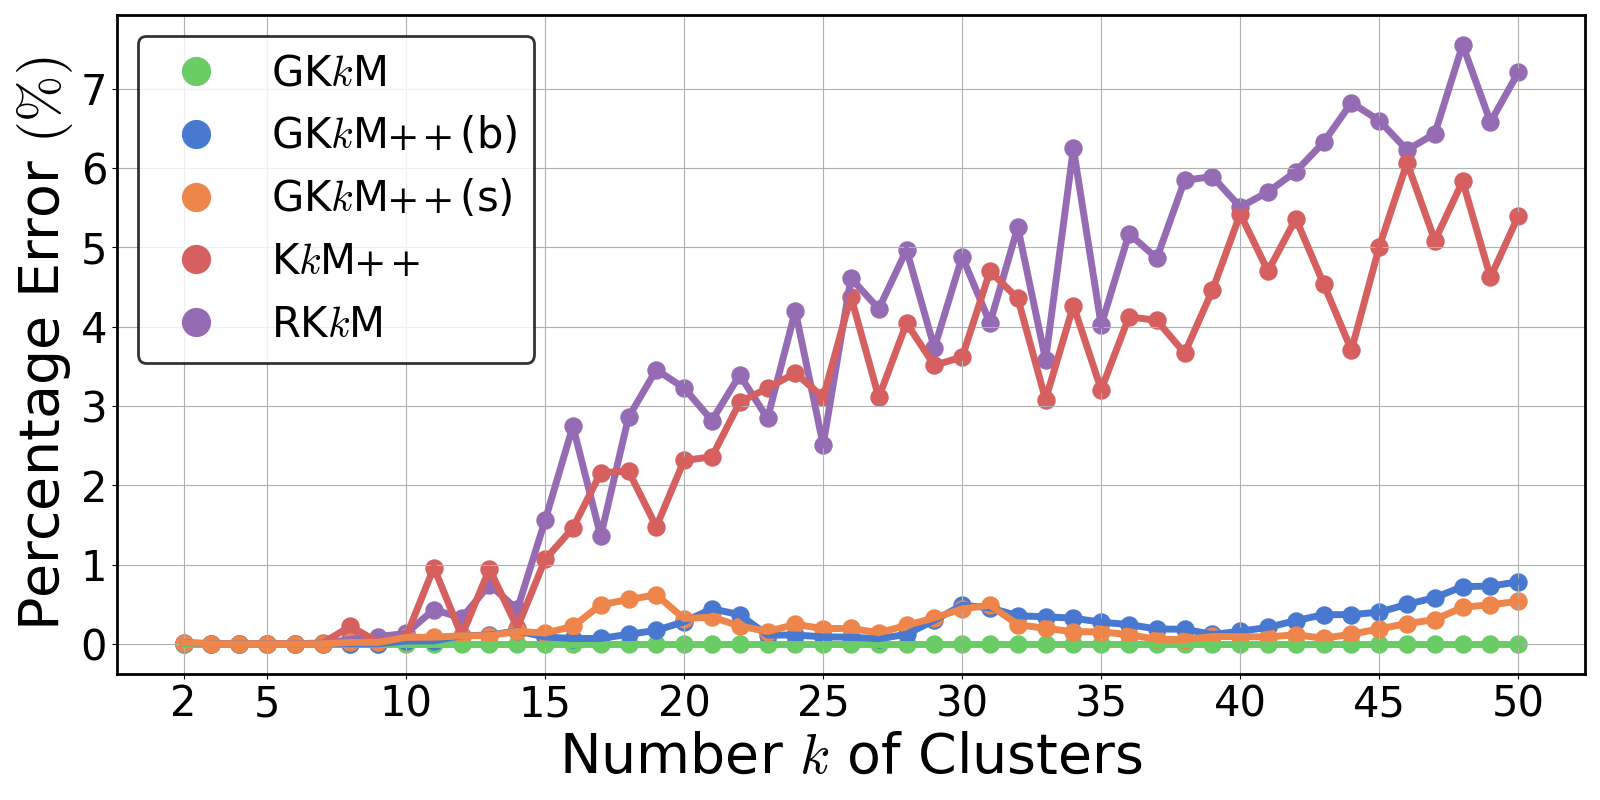 Percentage Error (%)
7
6
5
4
3
2
1
0
GKkM
GKkM++(b)
GKkM++(s)
KkM++
RKkM
2 5 10 15 20 25 30 35 40 45 50
Number k of Clusters